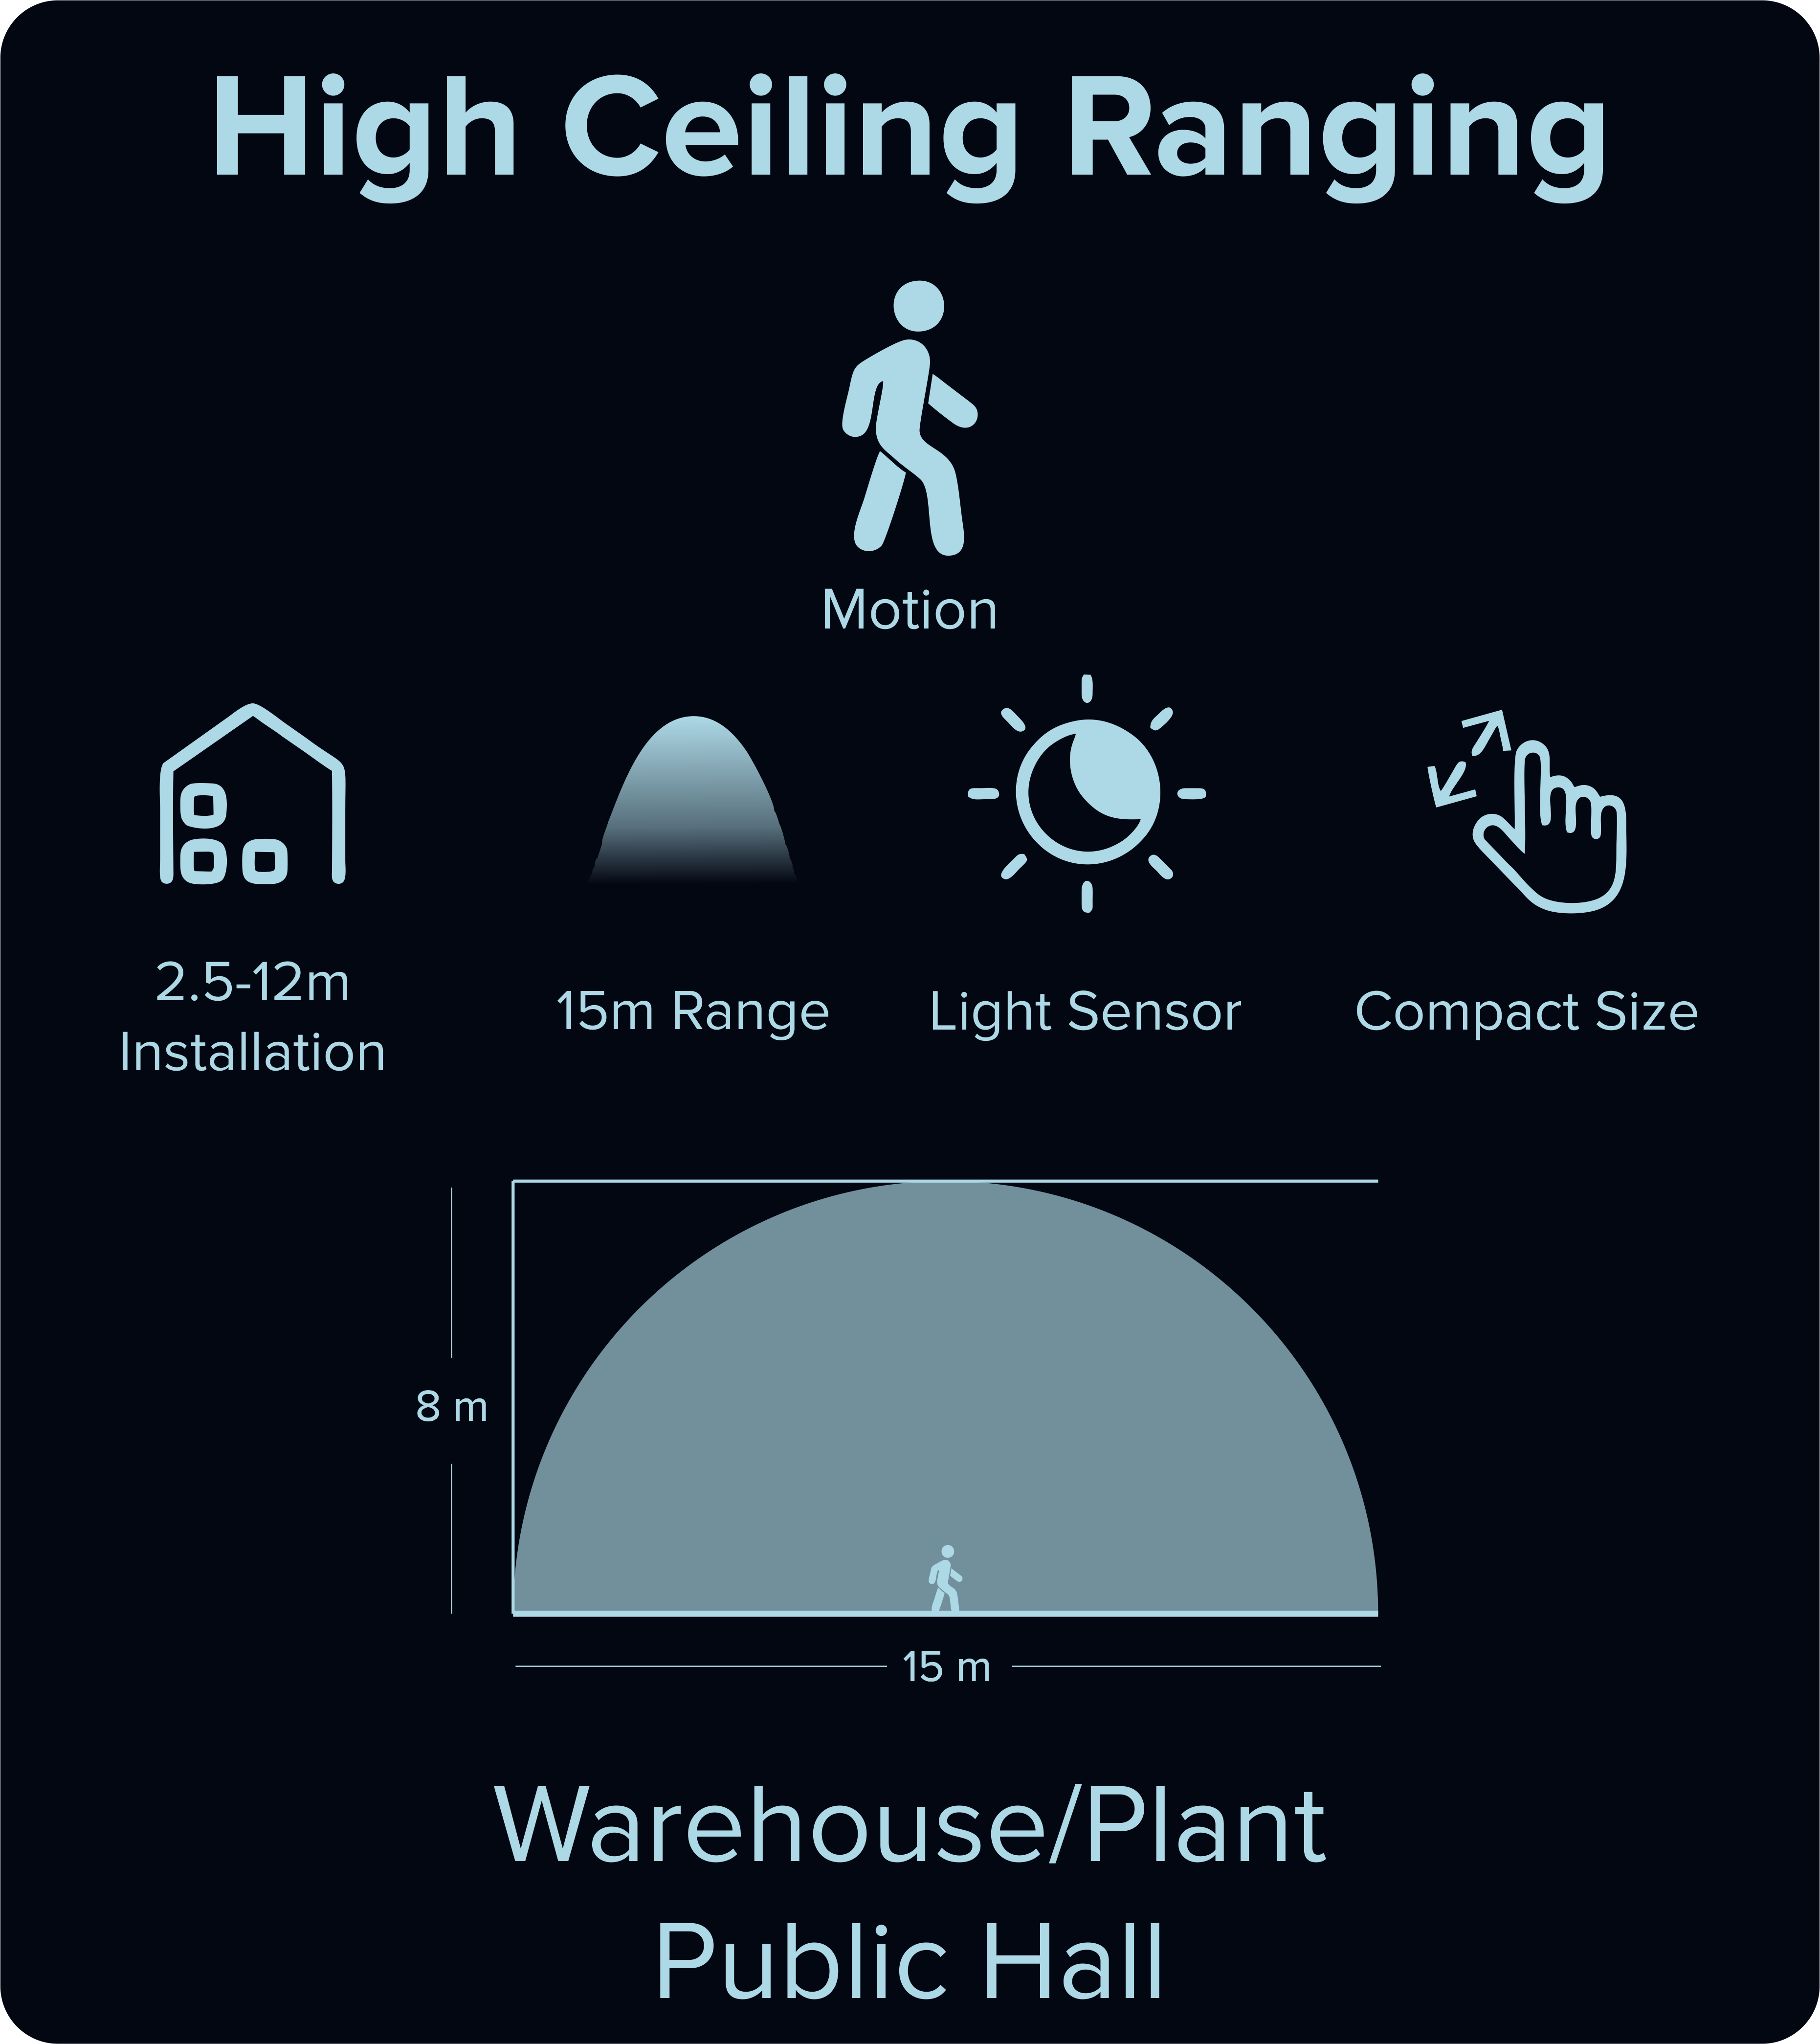 High Ceiling Ranging
Motion
2.5-12m
Installation
15m Range
Light Sensor
Compact Size
8 m
15 m
Warehouse/Plant
Public Hall